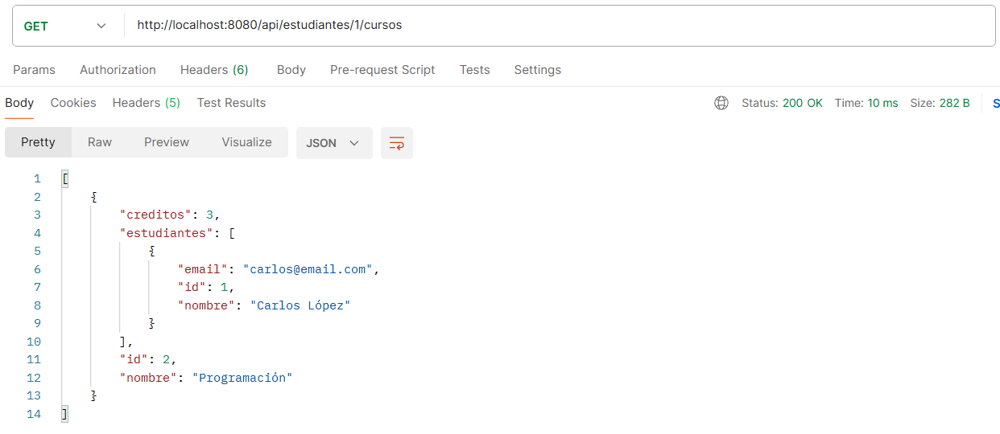 GET http://localhost:8080/api/estudiantes/1/cursos
Params Authorization Headers (6) Body Pre-request Script Tests Settings
Body Cookies Headers (5) Test Results Status: 200 OK Time: 10 ms Size: 282 B S
Pretty Raw Preview Visualize JSON
1 [
2 {
3 "creditos": 3,
4 "estudiantes": [
5 {
6 "email": "carlos@email.com",
7 "id": 1,
8 "nombre": "Carlos López"
9 }
10 ],
11 "id": 2,
12 "nombre": "Programación"
13 }
14 ]